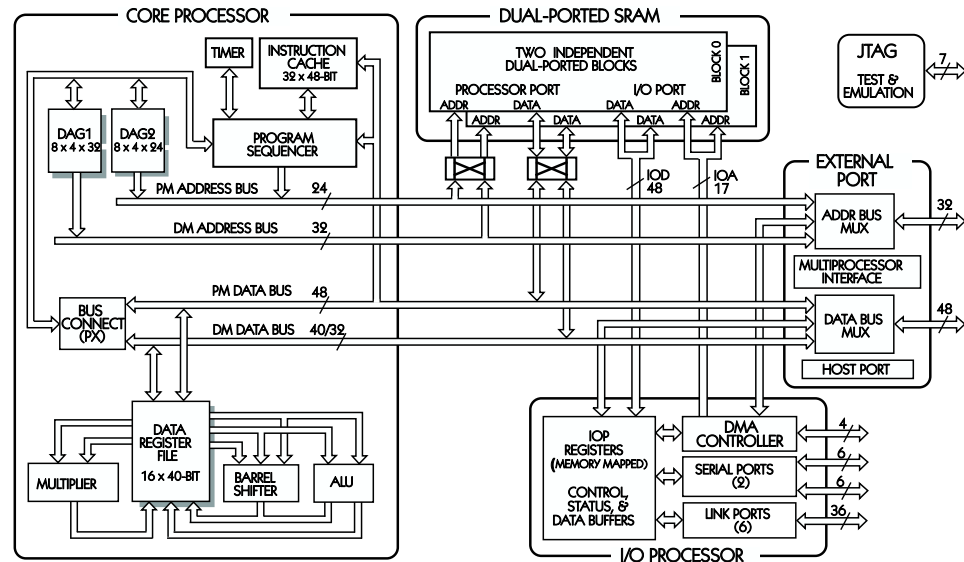 CORE PROCESSOR
TIMER
INSTRUCTION
CACHE
32 x 48-BIT
DAG1
8 x 4 x 32
DAG2
8 x 4 x 24
PROGRAM
SEQUENCER
PM ADDRESS BUS
24
DM ADDRESS BUS
32
PM DATA BUS
48
DM DATA BUS
40/32
BUS
CONNECT
(PX)
DATA
REGISTER
FILE
16 x 40-BIT
MULTIPLIER
BARREL
SHIFTER
ALU
DUAL-PORTED SRAM
TWO INDEPENDENT
DUAL-PORTED BLOCKS
BLOCK 0
BLOCK 1
PROCESSOR PORT
I/O PORT
ADDR
DATA
DATA
ADDR
ADDR
DATA
DATA
ADDR
IOD
48
IOA
17
JTAG
TEST &
EMULATION
7
EXTERNAL
PORT
ADDR BUS
MUX
32
MULTIPROCESSOR
INTERFACE
DATA BUS
MUX
48
HOST PORT
IOP
REGISTERS
(MEMORY MAPPED)
CONTROL,
STATUS, &
DATA BUFFERS
DMA
CONTROLLER
4
SERIAL PORTS
(2)
6
6
LINK PORTS
(6)
36
I/O PROCESSOR